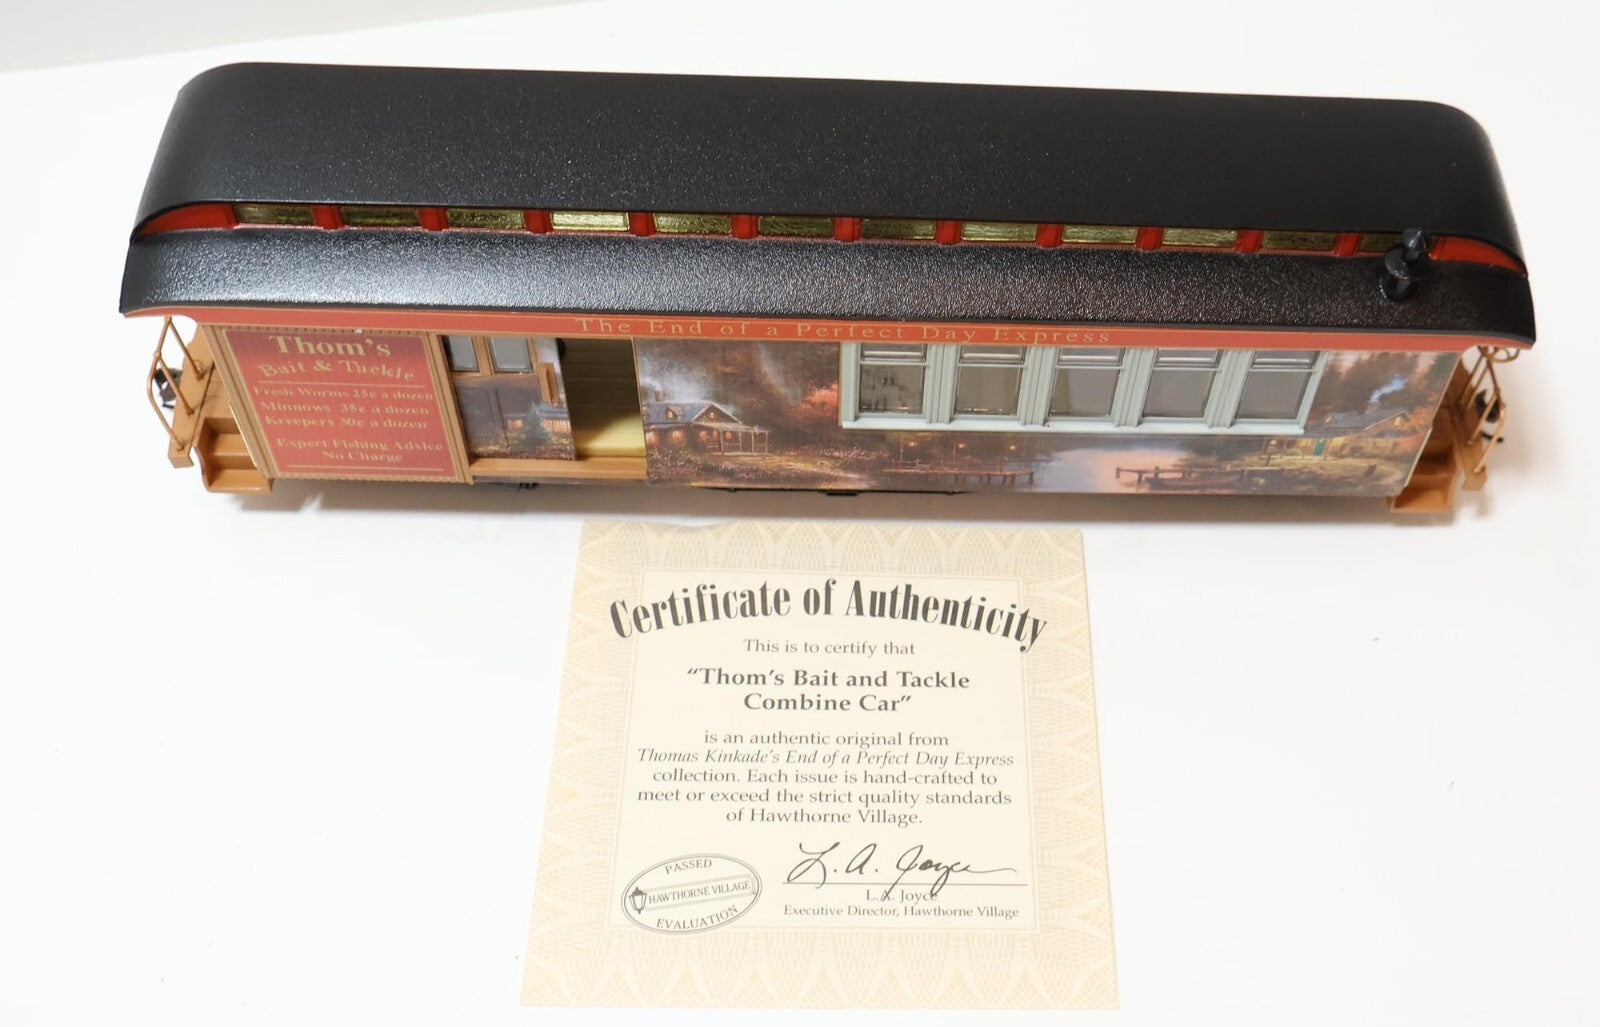 The End of a Perfect Day Express
Thom's
Bait & Tackle
Fresh Worms 25¢ a dozen
Minnows 35¢ a dozen
Kreepers 30¢ a dozen
Expert Fishing Advice
No Charge
Certificate of Authenticity
This is to certify that
“Thom's Bait and Tackle
Combine Car”
is an authentic original from
Thomas Kinkade's End of a Perfect Day Express
collection. Each issue is hand-crafted to
meet or exceed the strict quality standards
of Hawthorne Village.
L. A. Joyce
L.A. Joyce
Executive Director, Hawthorne Village
PASSED
HAWTHORNE VILLAGE
EVALUATION